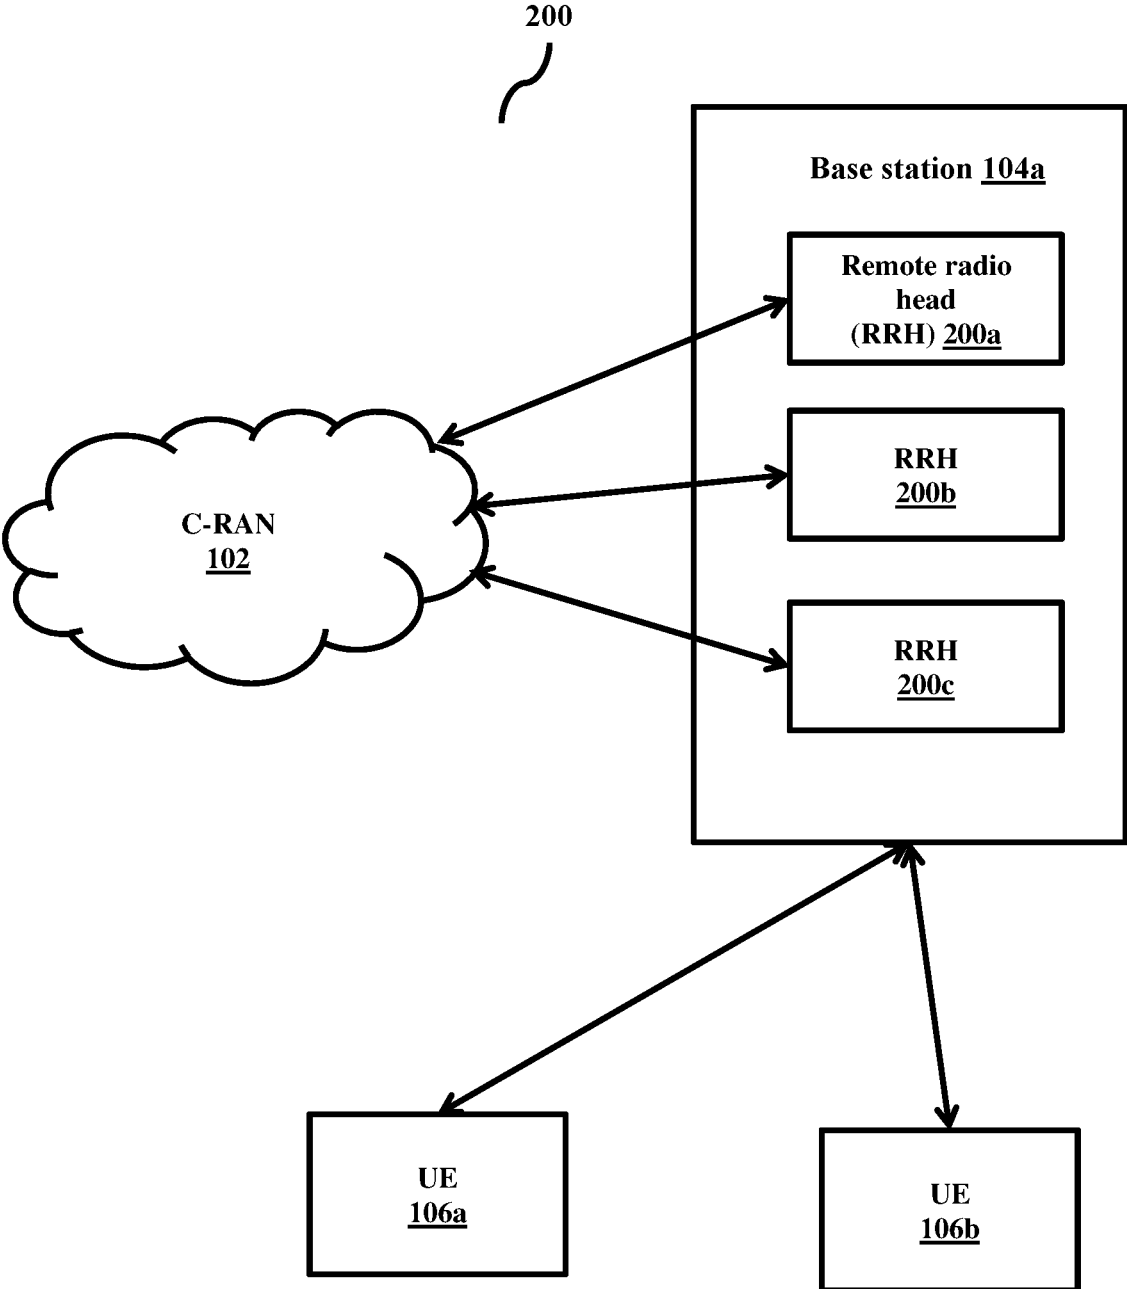 200
Base station 104a
Remote radio
head
(RRH) 200a
RRH
200b
C-RAN
102
RRH
200c
UE
106a
UE
106b